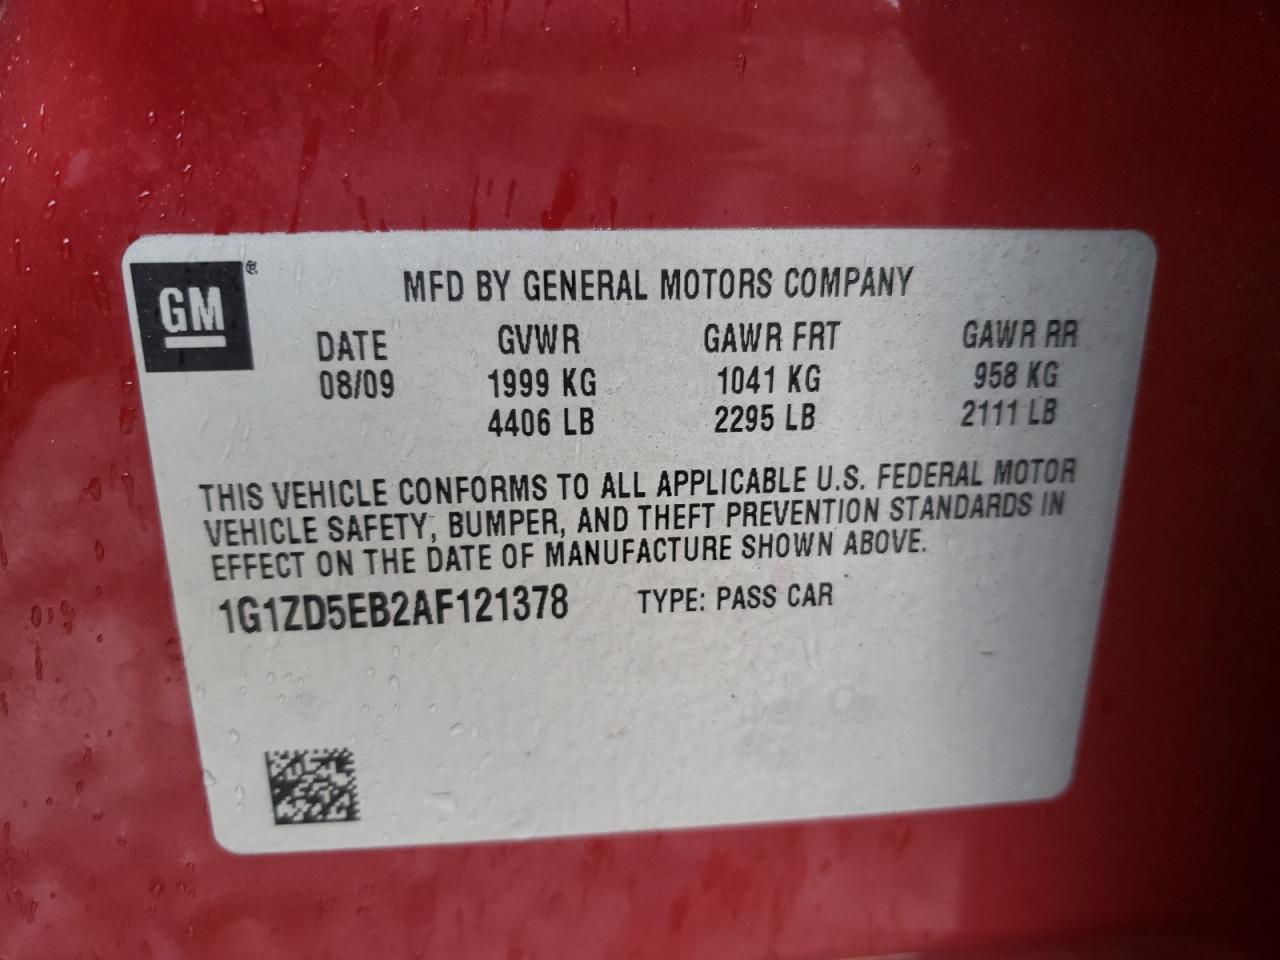 GM ®
MFD BY GENERAL MOTORS COMPANY
DATE GVWR GAWR FRT GAWR RR
08/09 1999 KG 1041 KG 958 KG
4406 LB 2295 LB 2111 LB
THIS VEHICLE CONFORMS TO ALL APPLICABLE U.S. FEDERAL MOTOR
VEHICLE SAFETY, BUMPER, AND THEFT PREVENTION STANDARDS IN
EFFECT ON THE DATE OF MANUFACTURE SHOWN ABOVE.
1G1ZD5EB2AF121378 TYPE: PASS CAR